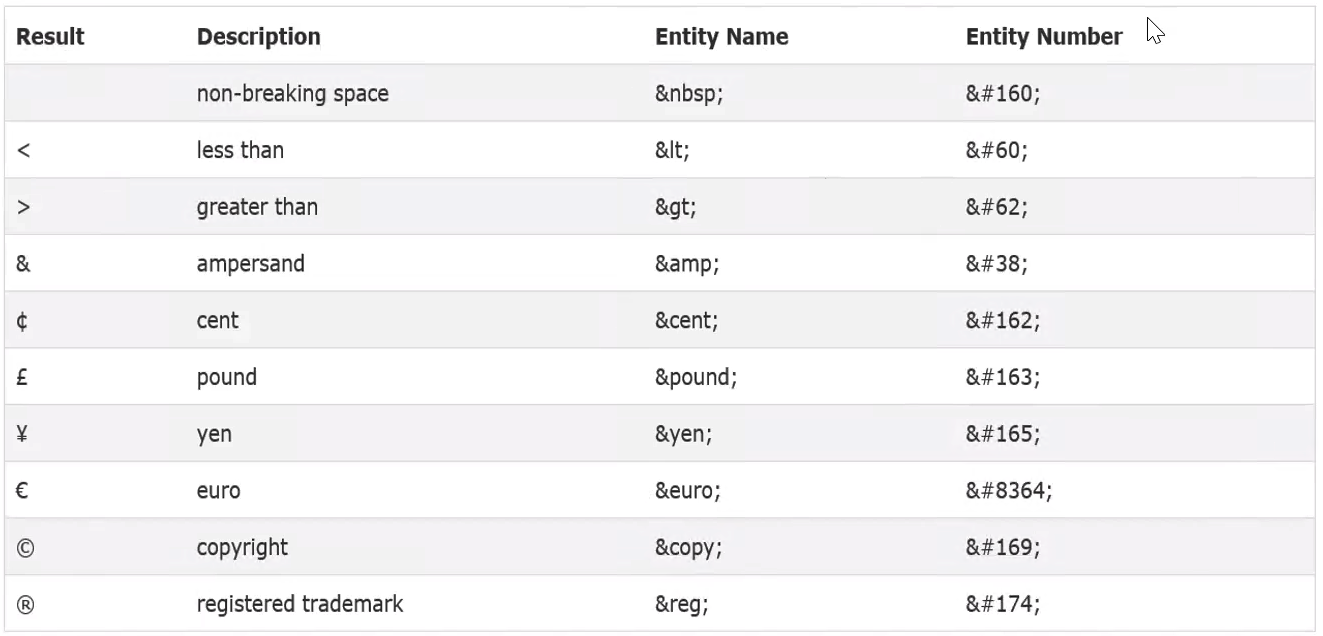 Result Description Entity Name Entity Number
non-breaking space &nbsp; &#160;
< less than &lt; &#60;
> greater than &gt; &#62;
& ampersand &amp; &#38;
¢ cent &cent; &#162;
£ pound &pound; &#163;
¥ yen &yen; &#165;
€ euro &euro; &#8364;
© copyright &copy; &#169;
® registered trademark &reg; &#174;